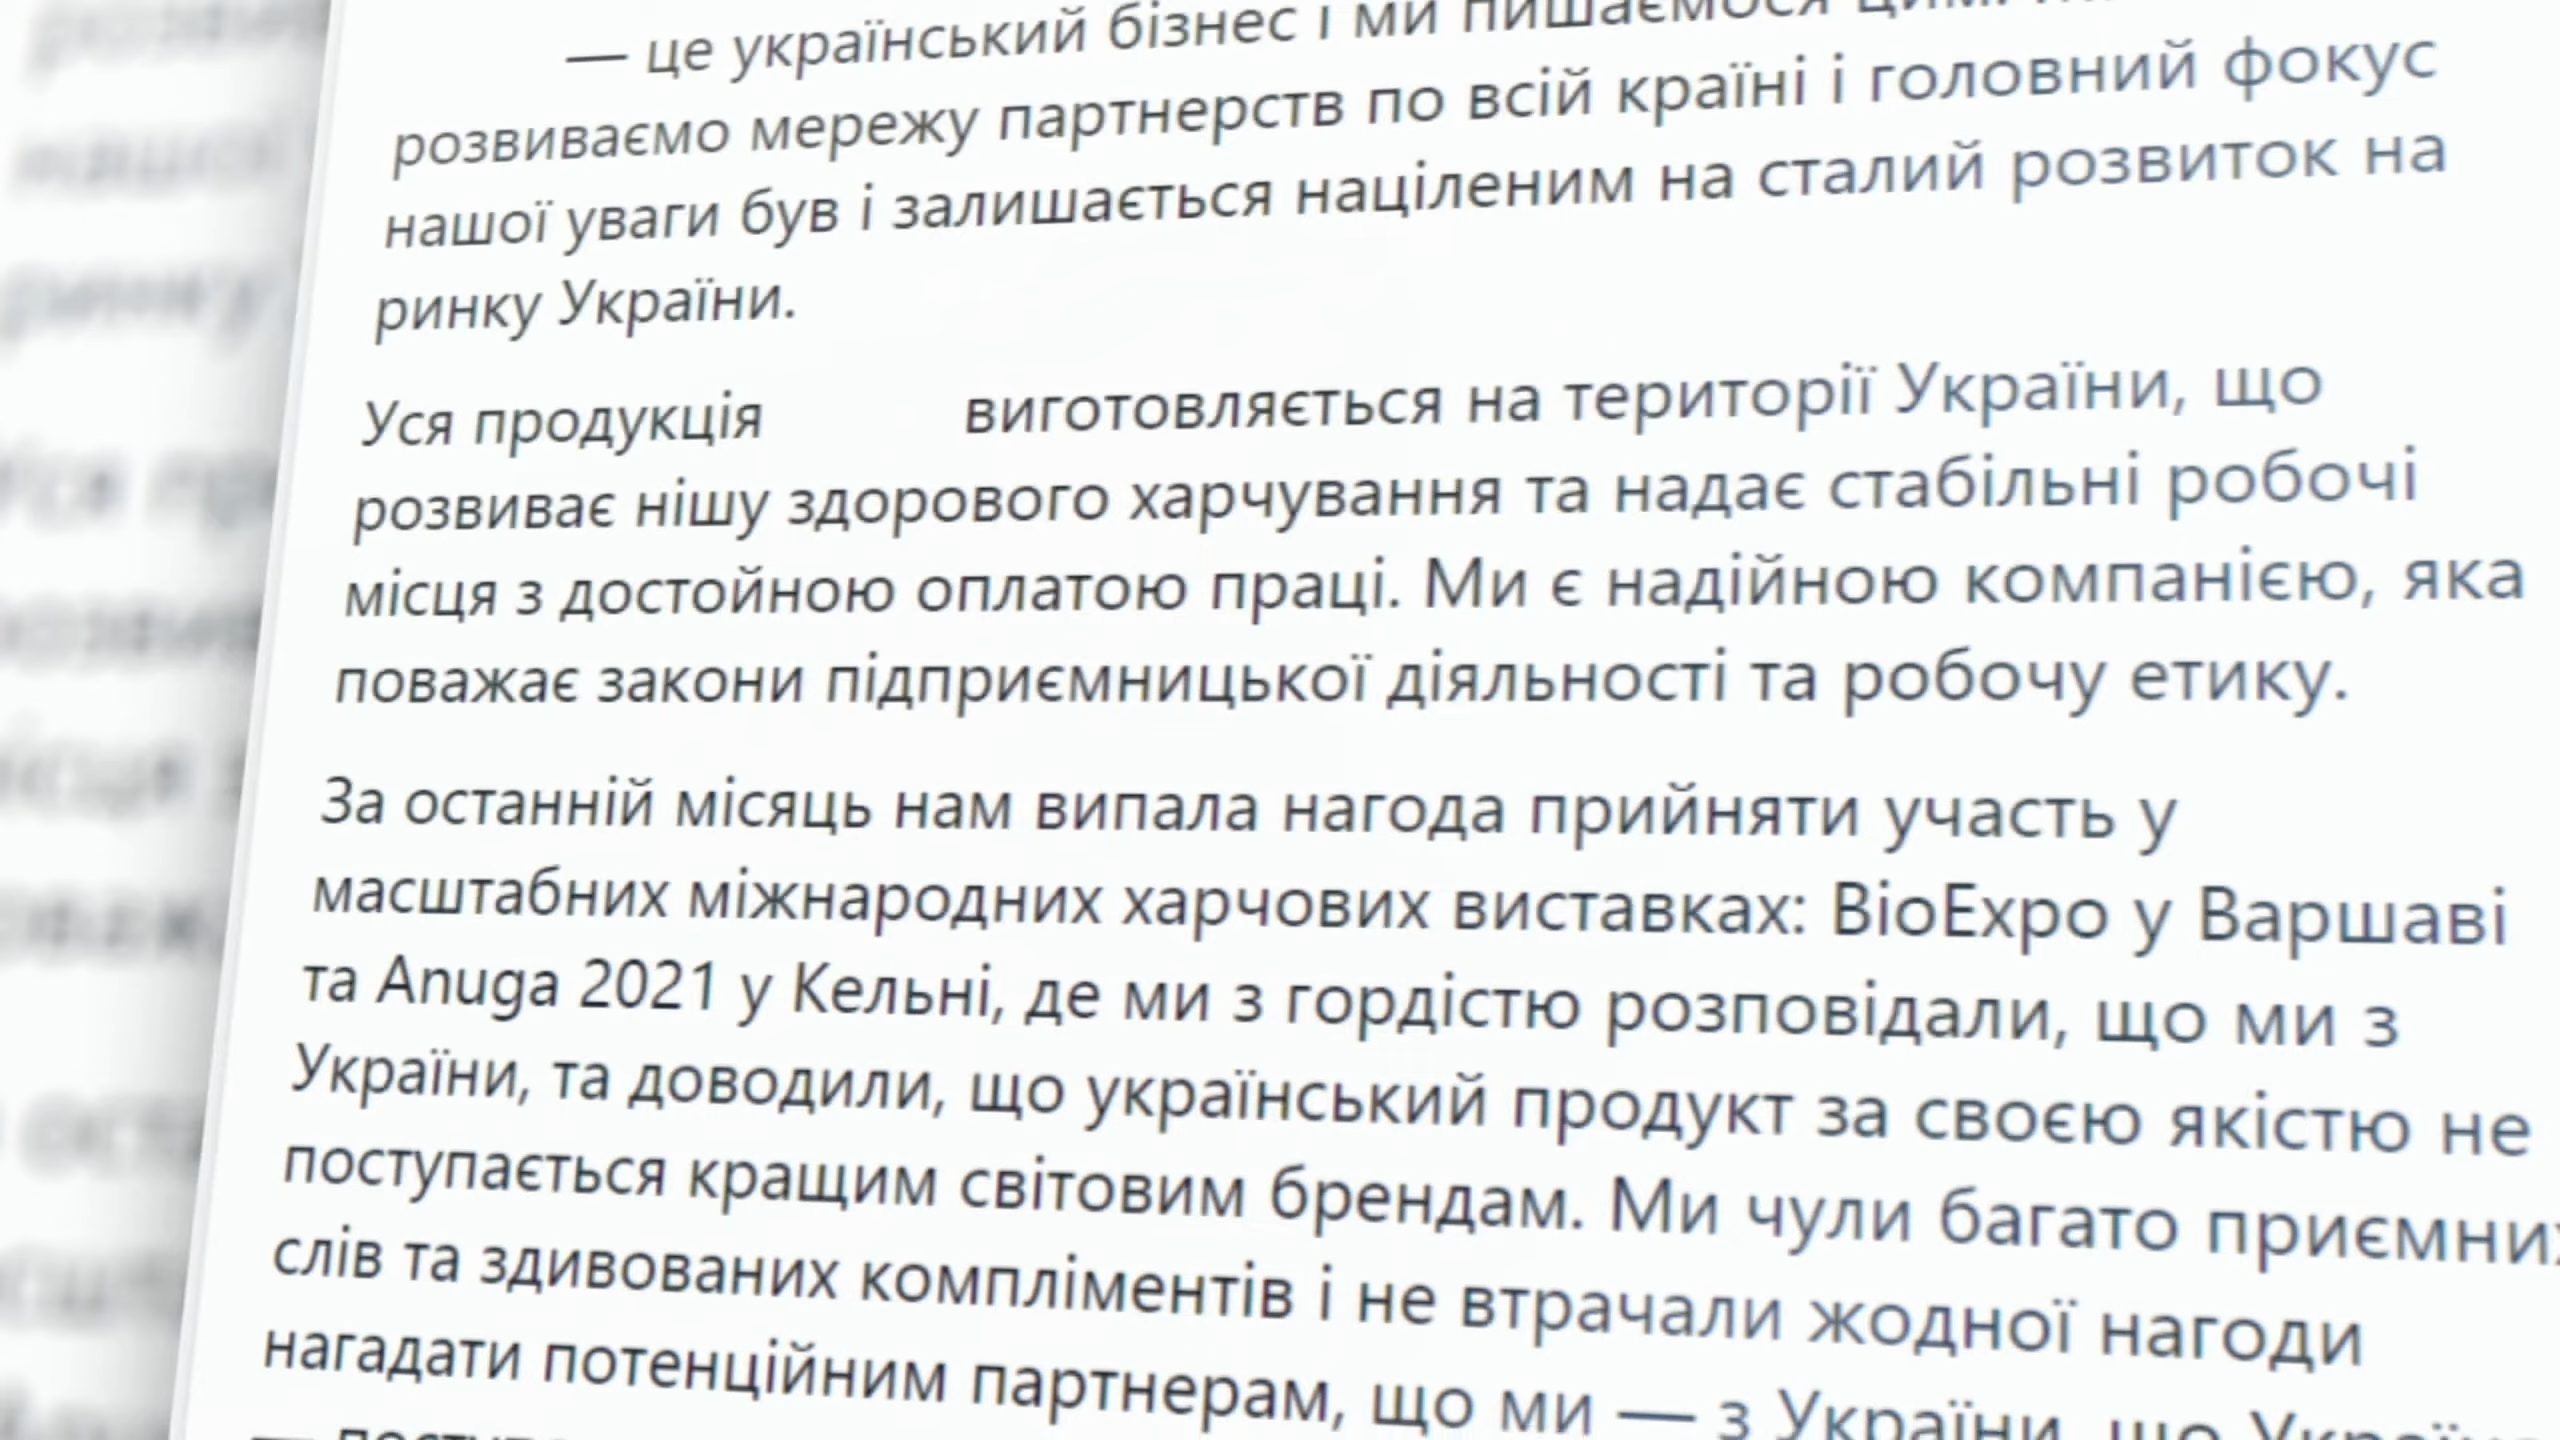 — це український бізнес і ми пишаємося цим.
розвиваємо мережу партнерств по всій країні і головний фокус
нашої уваги був і залишається націленим на сталий розвиток на
ринку України.
Уся продукція виготовляється на території України, що
розвиває нішу здорового харчування та надає стабільні робочі
місця з достойною оплатою праці. Ми є надійною компанією, яка
поважає закони підприємницької діяльності та робочу етику.
За останній місяць нам випала нагода прийняти участь у
масштабних міжнародних харчових виставках: BioExpo у Варшаві
та Anuga 2021 у Кельні, де ми з гордістю розповідали, що ми з
України, та доводили, що український продукт за своєю якістю не
поступається кращим світовим брендам. Ми чули багато приємних
слів та здивованих компліментів і не втрачали жодної нагоди
нагадати потенційним партнерам, що ми — з України, що